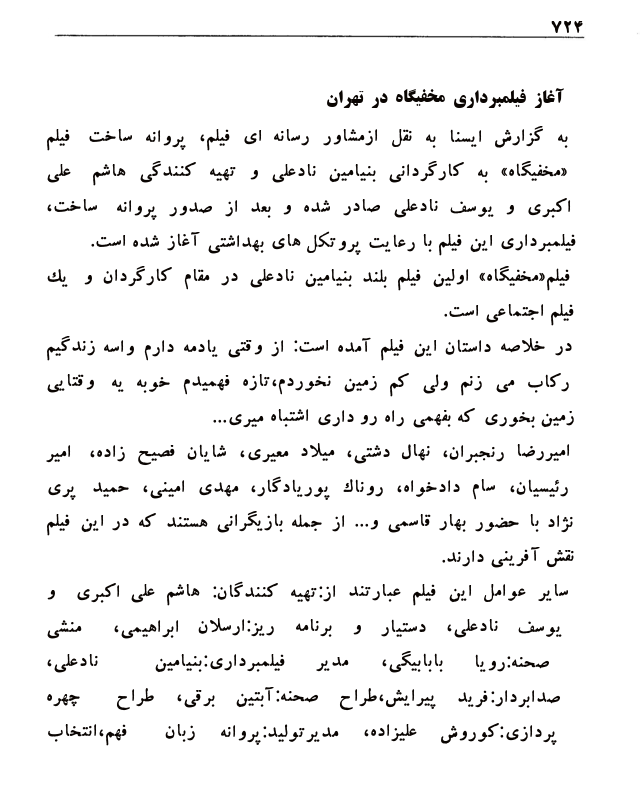 ۷۲۴
آغاز فیلمبرداری مخفیگاه در تهران
به گزارش ایسنا به نقل ازمشاور رسانه ای فیلم، پروانه ساخت فیلم
«مخفیگاه» به کارگردانی بنیامین نادعلی و تهیه کنندگی هاشم علی
اکبری و یوسف نادعلی صادر شده و بعد از صدور پروانه ساخت،
فیلمبرداری این فیلم با رعایت پروتکل های بهداشتی آغاز شده است.
فیلم«مخفیگاه» اولین فیلم بلند بنیامین نادعلی در مقام کارگردان و یك
فیلم اجتماعی است.
در خلاصه داستان این فیلم آمده است: از وقتی یادمه دارم واسه زندگیم
رکاب می زنم ولی کم زمین نخوردم،تازه فهمیدم خوبه یه وقتایی
زمین بخوری که بفهمی راه رو داری اشتباه میری...
امیررضا رنجبران، نهال دشتی، میلاد معیری، شایان فصیح زاده، امیر
رئیسیان، سام دادخواه، روناك پوریادگار، مهدی امینی، حمید پری
نژاد با حضور بهار قاسمی و... از جمله بازیگرانی هستند که در این فیلم
نقش آفرینی دارند.
سایر عوامل این فیلم عبارتند از:تهیه کنندگان: هاشم علی اکبری و
یوسف نادعلی، دستیار و برنامه ریز:ارسلان ابراهیمی، منشی
صحنه:رویا بابابیگی، مدیر فیلمبرداری:بنیامین نادعلی،
صدابردار:فرید پیرایش،طراح صحنه:آبتین برقی، طراح چهره
پردازی:کوروش علیزاده، مدیرتولید:پروانه زبان فهم،انتخاب